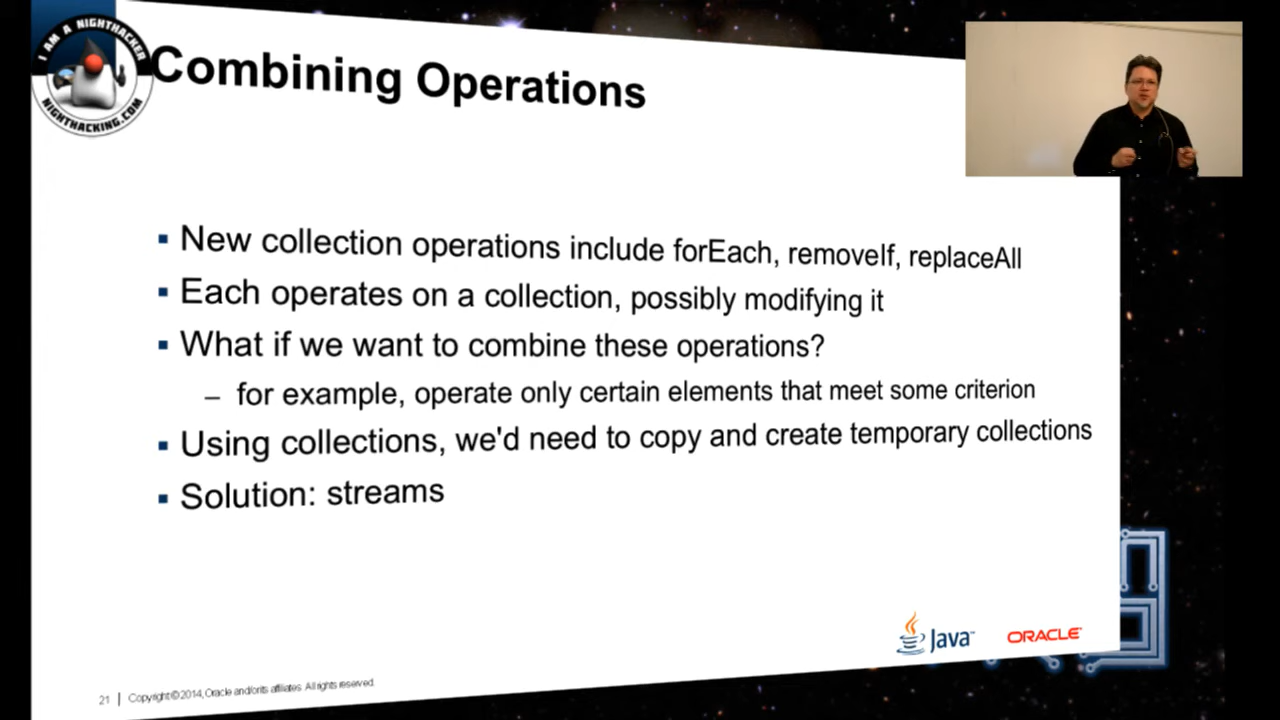 I AM A NIGHTHACKER
NIGHTHACKING.COM
Combining Operations
▪ New collection operations include forEach, removeIf, replaceAll
▪ Each operates on a collection, possibly modifying it
▪ What if we want to combine these operations?
– for example, operate only certain elements that meet some criterion
▪ Using collections, we'd need to copy and create temporary collections
▪ Solution: streams
Java™
ORACLE
21 | Copyright © 2014, Oracle and/or its affiliates. All rights reserved.